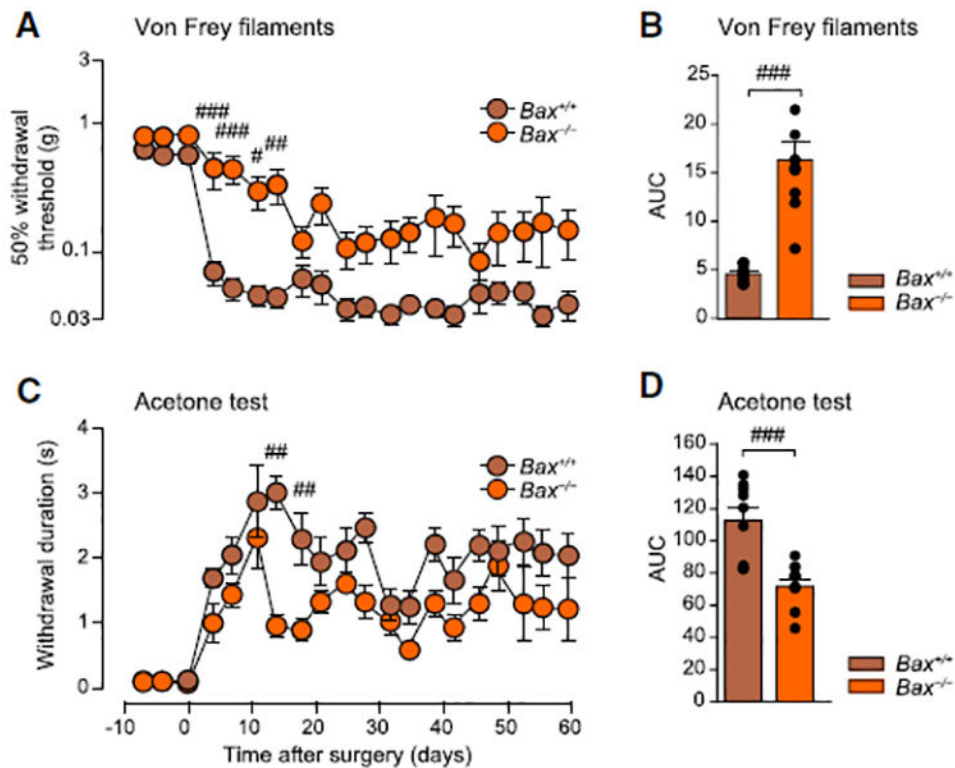 A
Von Frey filaments
50% withdrawal
threshold (g)
3
1
0.1
0.03
###
###
#
##
Bax+/+
Bax−/−
B
Von Frey filaments
###
AUC
25
20
15
10
5
0
Bax+/+
Bax−/−
C
Acetone test
Withdrawal duration (s)
4
3
2
1
0
##
##
Bax+/+
Bax−/−
-10
0
10
20
30
40
50
60
Time after surgery (days)
D
Acetone test
###
AUC
160
140
120
100
80
60
40
20
0
Bax+/+
Bax−/−